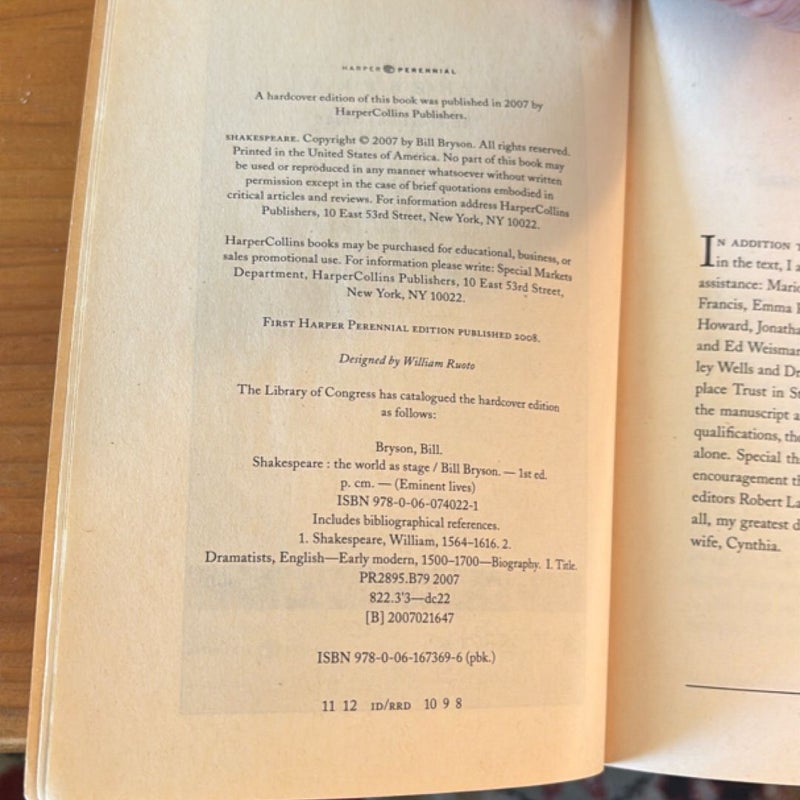 HARPER PERENNIAL
A hardcover edition of this book was published in 2007 by
HarperCollins Publishers.
SHAKESPEARE. Copyright © 2007 by Bill Bryson. All rights reserved.
Printed in the United States of America. No part of this book may
be used or reproduced in any manner whatsoever without written
permission except in the case of brief quotations embodied in
critical articles and reviews. For information address HarperCollins
Publishers, 10 East 53rd Street, New York, NY 10022.
HarperCollins books may be purchased for educational, business, or
sales promotional use. For information please write: Special Markets
Department, HarperCollins Publishers, 10 East 53rd Street,
New York, NY 10022.
FIRST HARPER PERENNIAL EDITION PUBLISHED 2008.
Designed by William Ruoto
The Library of Congress has catalogued the hardcover edition
as follows:
Bryson, Bill.
Shakespeare : the world as stage / Bill Bryson. — 1st ed.
p. cm. — (Eminent lives)
ISBN 978-0-06-074022-1
Includes bibliographical references.
1. Shakespeare, William, 1564–1616. 2.
Dramatists, English—Early modern, 1500–1700—Biography. I. Title.
PR2895.B79 2007
822.3'3—dc22
[B] 2007021647
ISBN 978-0-06-167369-6 (pbk.)
11 12 ID/RRD 10 9 8
IN ADDITION
in the text, I
assistance:
Francis, Emma
Howard,
and Ed
ley Wells and
place Trust in
the manuscript
qualifications,
alone. Special
encouragement
editors Robert
all, my greatest
wife, Cynthia.